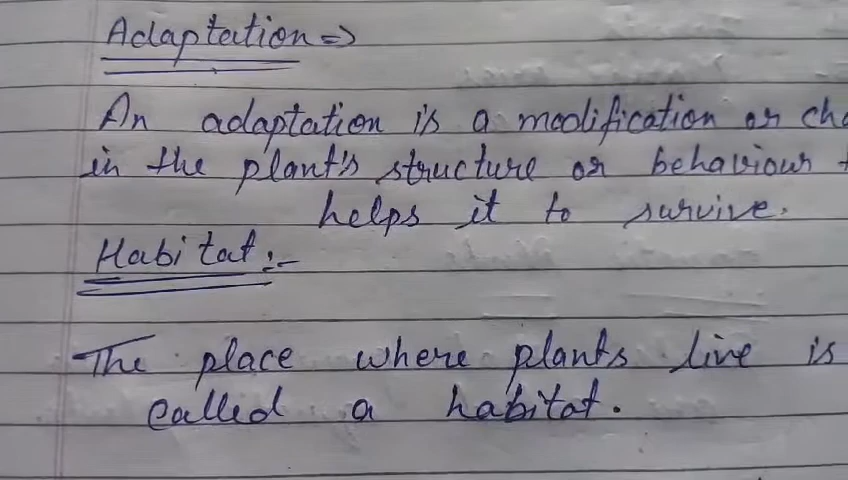 Adaptation =>
An adaptation is a modification or
in the plant's structure or behaviour
helps it to survive.
Habitat :-
The place where plants live is
called a habitat.